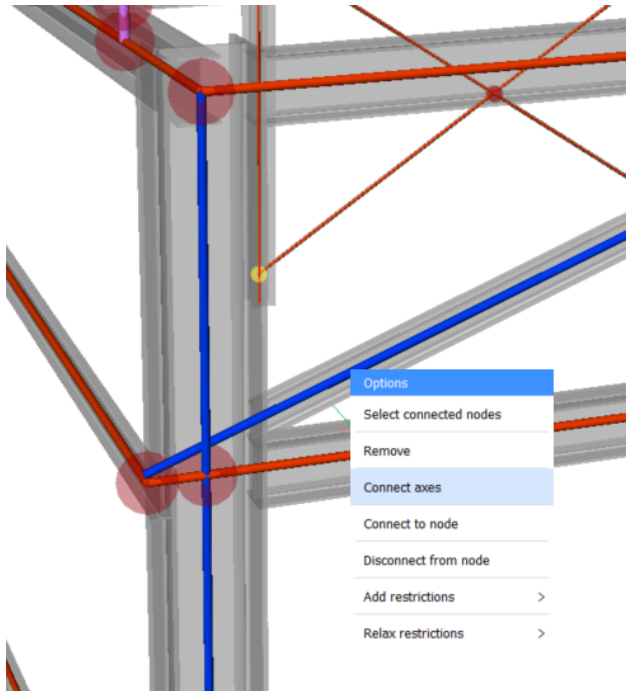 Options
Select connected nodes
Remove
Connect axes
Connect to node
Disconnect from node
Add restrictions
Relax restrictions